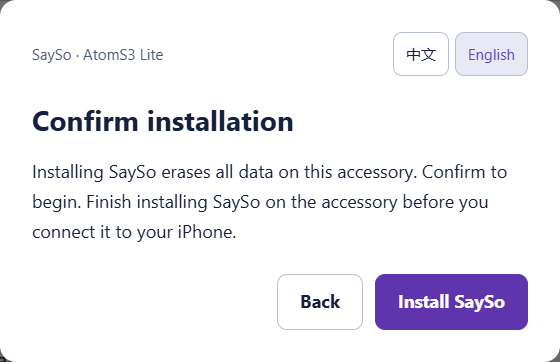 SaySo · AtomS3 Lite
中文
English
Confirm installation
Installing SaySo erases all data on this accessory. Confirm to
begin. Finish installing SaySo on the accessory before you
connect it to your iPhone.
Back
Install SaySo